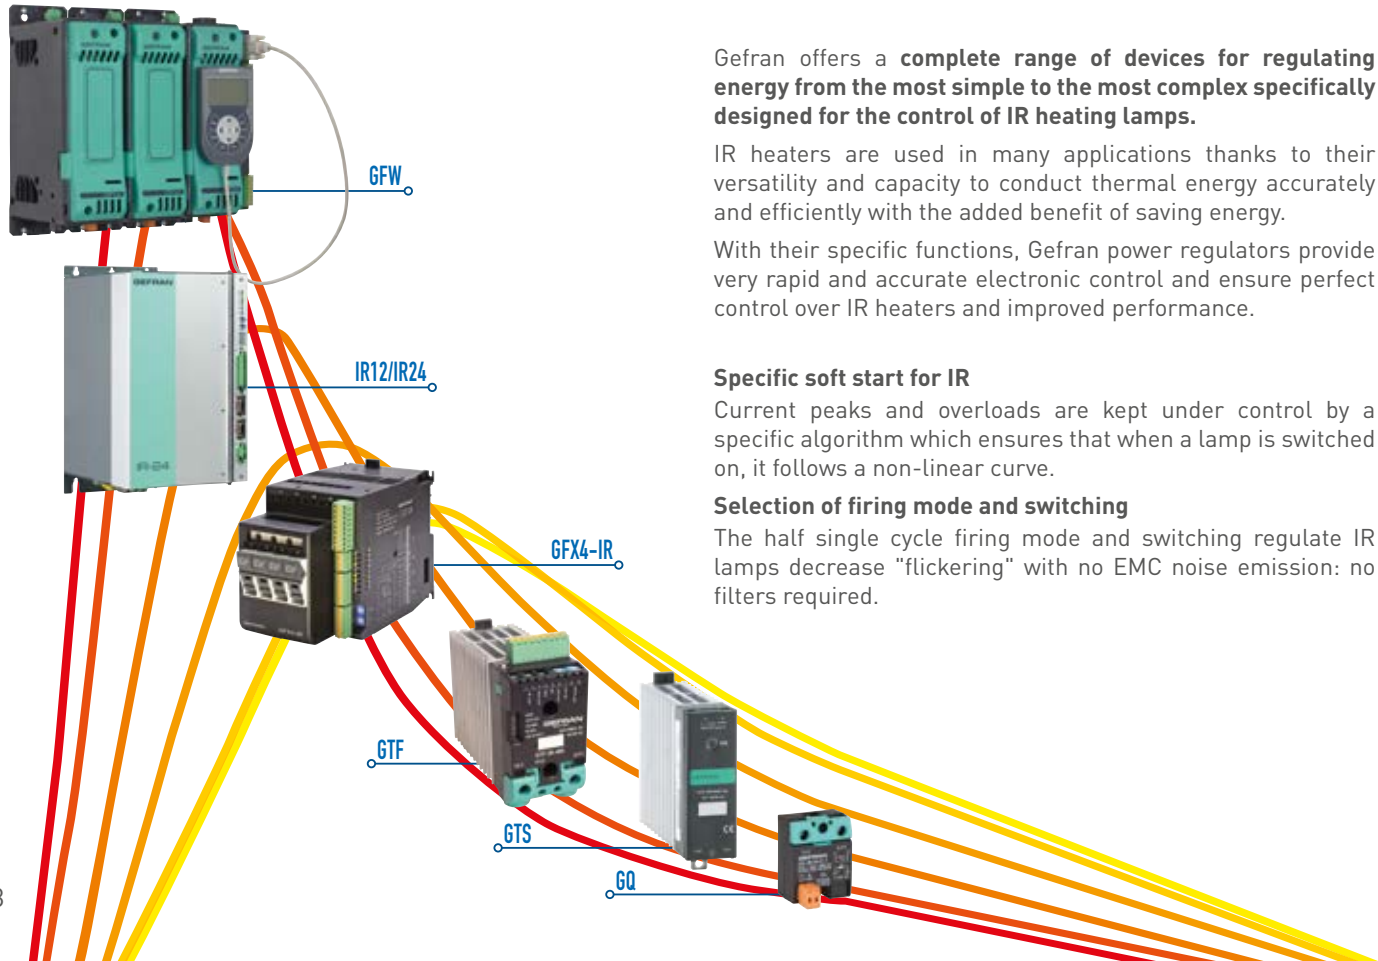 Gefran offers a complete range of devices for regulating
energy from the most simple to the most complex specifically
designed for the control of IR heating lamps.
IR heaters are used in many applications thanks to their
versatility and capacity to conduct thermal energy accurately
and efficiently with the added benefit of saving energy.
With their specific functions, Gefran power regulators provide
very rapid and accurate electronic control and ensure perfect
control over IR heaters and improved performance.
Specific soft start for IR
Current peaks and overloads are kept under control by a
specific algorithm which ensures that when a lamp is switched
on, it follows a non-linear curve.
Selection of firing mode and switching
The half single cycle firing mode and switching regulate IR
lamps decrease "flickering" with no EMC noise emission: no
filters required.
GFW
GEFRAN
IR12/IR24
IR-24
GFX4-IR
GEFRAN
GTF
GTS
GQ